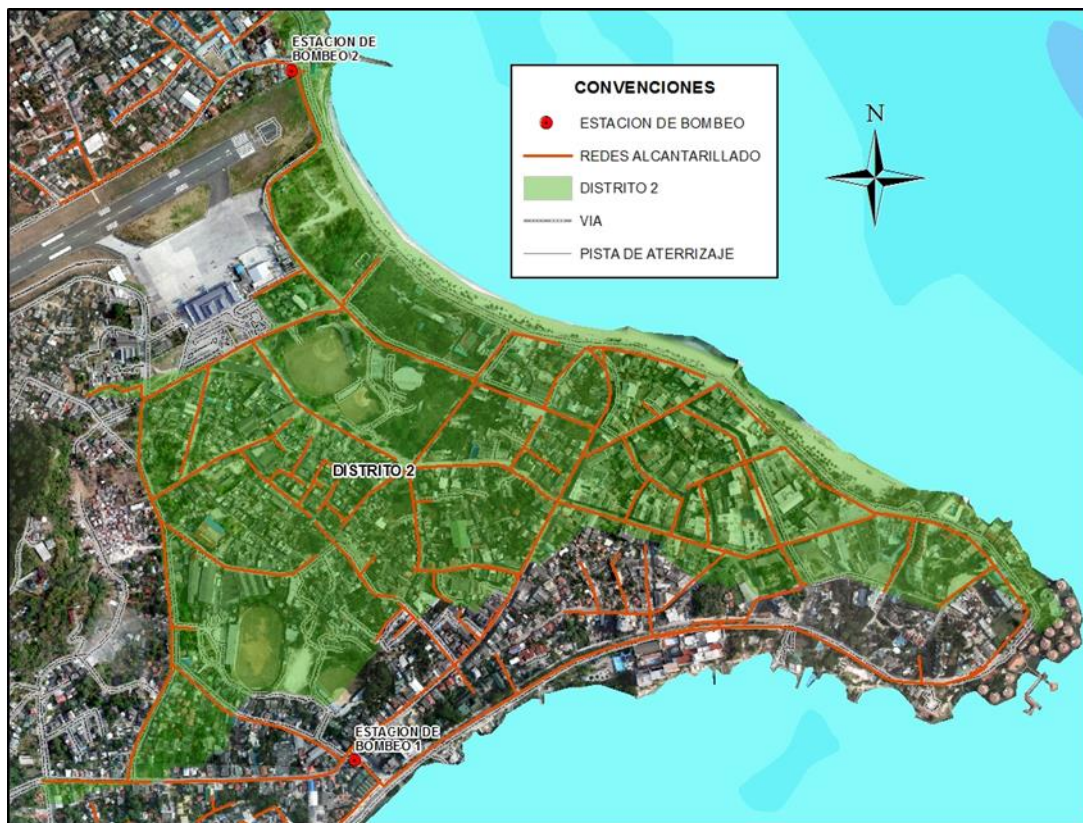 ESTACION DE
BOMBEO 2
CONVENCIONES
ESTACION DE BOMBEO
REDES ALCANTARILLADO
DISTRITO 2
VIA
PISTA DE ATERRIZAJE
N
DISTRITO 2
ESTACION DE
BOMBEO 1